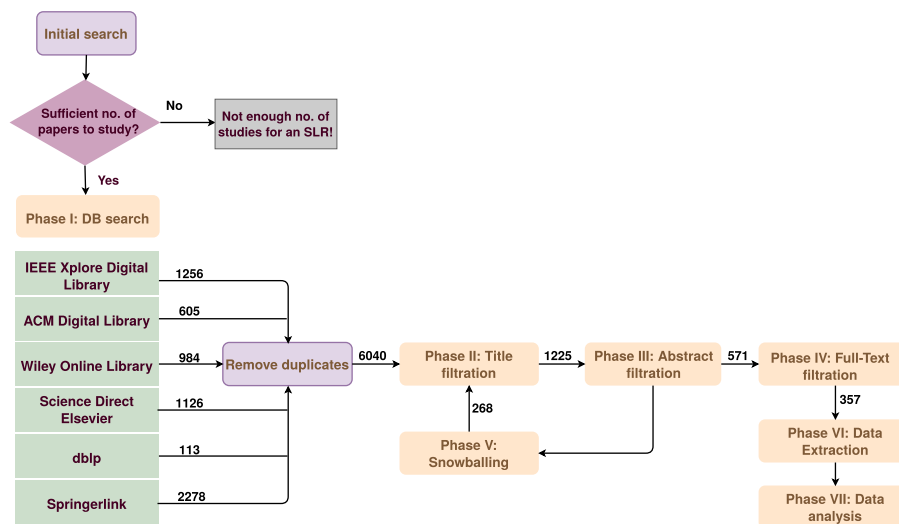 Initial search
Sufficient no. of
papers to study?
No
Not enough no. of
studies for an SLR!
Yes
Phase I: DB search
IEEE Xplore Digital
Library
1256
ACM Digital Library
605
Wiley Online Library
984
Science Direct
Elsevier
1126
dblp
113
Springerlink
2278
Remove duplicates
6040
Phase II: Title
filtration
1225
Phase III: Abstract
filtration
571
Phase IV: Full-Text
filtration
357
268
Phase V:
Snowballing
Phase VI: Data
Extraction
Phase VII: Data
analysis